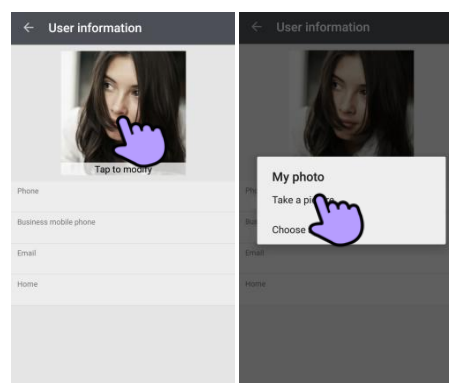 User information
Tap to modify
Phone
Business mobile phone
Email
Home
User information
My photo
Take a picture
Choose
Email
Home